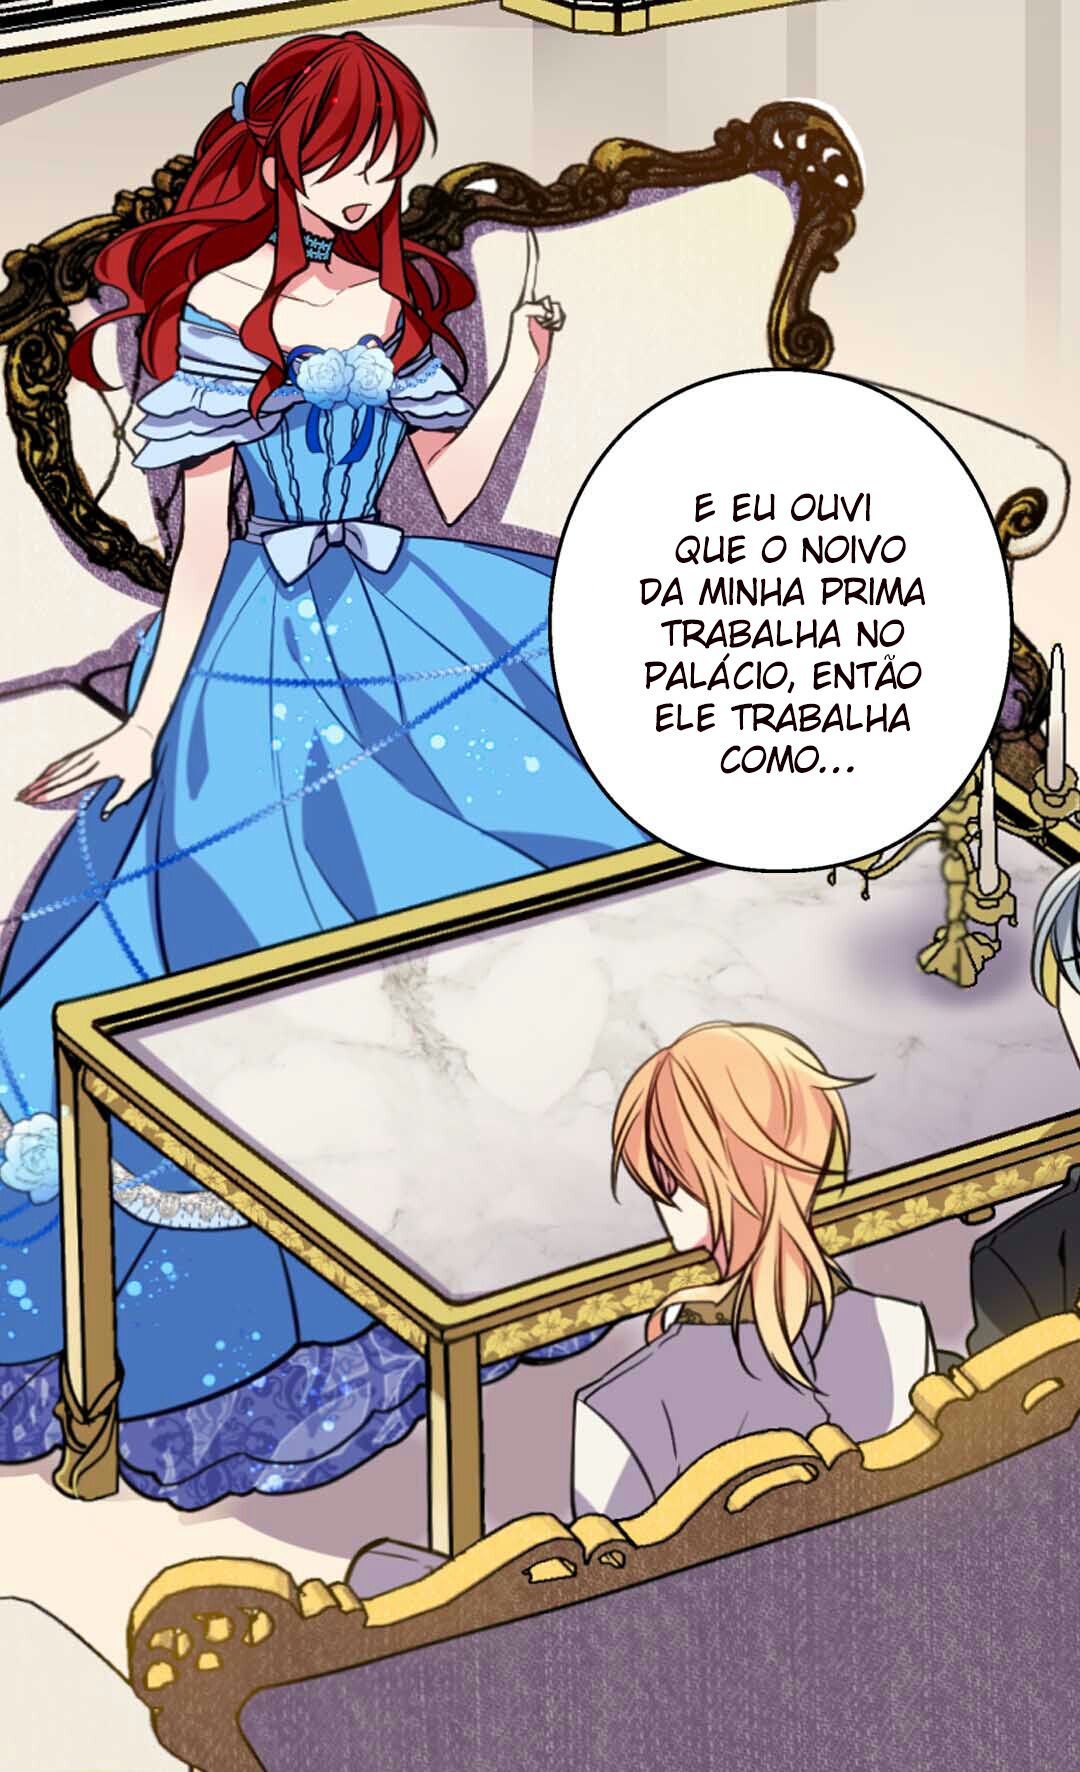 E EU OUVI
QUE O NOIVO
DA MINHA PRIMA
TRABALHA NO
PALÁCIO, ENTÃO
ELE TRABALHA
COMO...